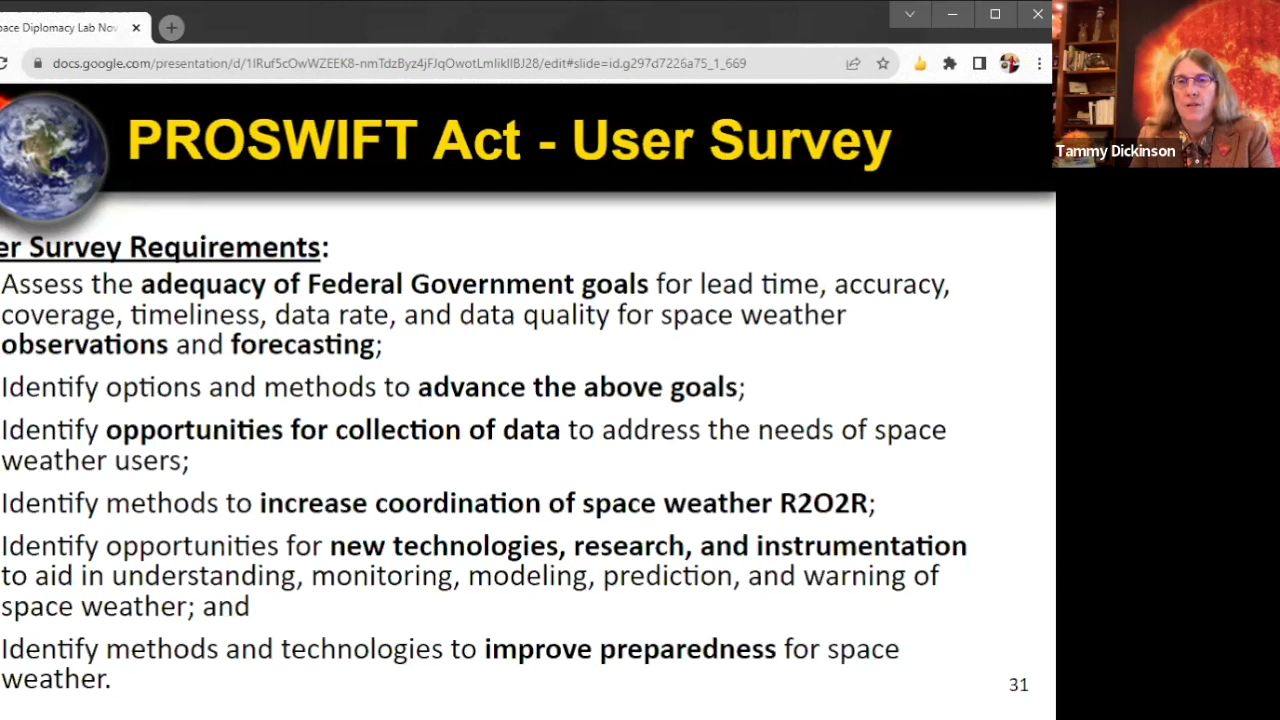 pace Diplomacy Lab Nov
docs.google.com/presentation/d/1lRuf5cOwWZEEK8-nmTdzByz4jFJqOwotLmlikIlBJ28/edit#slide=id.g297d7226a75_1_669
PROSWIFT Act - User Survey
Tammy Dickinson
er Survey Requirements:
Assess the adequacy of Federal Government goals for lead time, accuracy,
coverage, timeliness, data rate, and data quality for space weather
observations and forecasting;
Identify options and methods to advance the above goals;
Identify opportunities for collection of data to address the needs of space
weather users;
Identify methods to increase coordination of space weather R2O2R;
Identify opportunities for new technologies, research, and instrumentation
to aid in understanding, monitoring, modeling, prediction, and warning of
space weather; and
Identify methods and technologies to improve preparedness for space
weather.
31